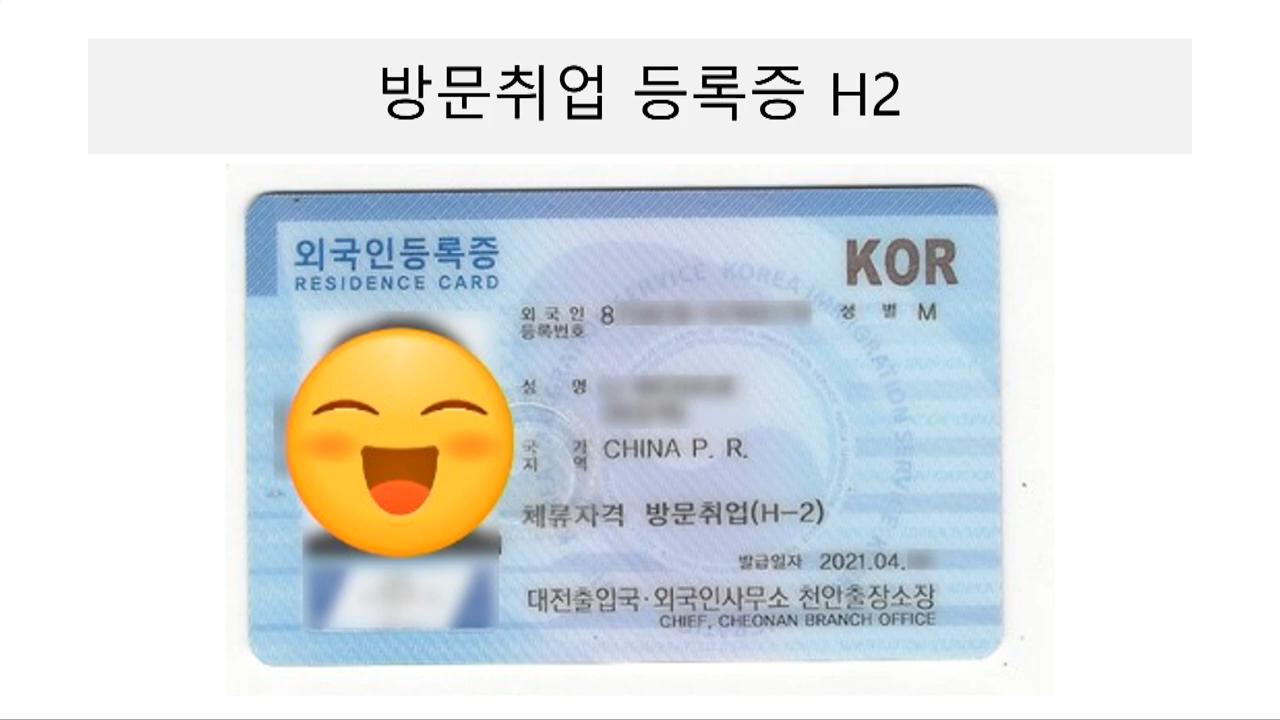 방문취업 등록증 H2
외국인등록증
RESIDENCE CARD
KOR
외국인 등록번호 8
성 별 M
성 명
국가 지역 CHINA P. R.
체류자격 방문취업(H-2)
발급일자 2021.04.
대전출입국·외국인사무소 천안출장소장
CHIEF, CHEONAN BRANCH OFFICE
KOREA IMMIGRATION SERVICE